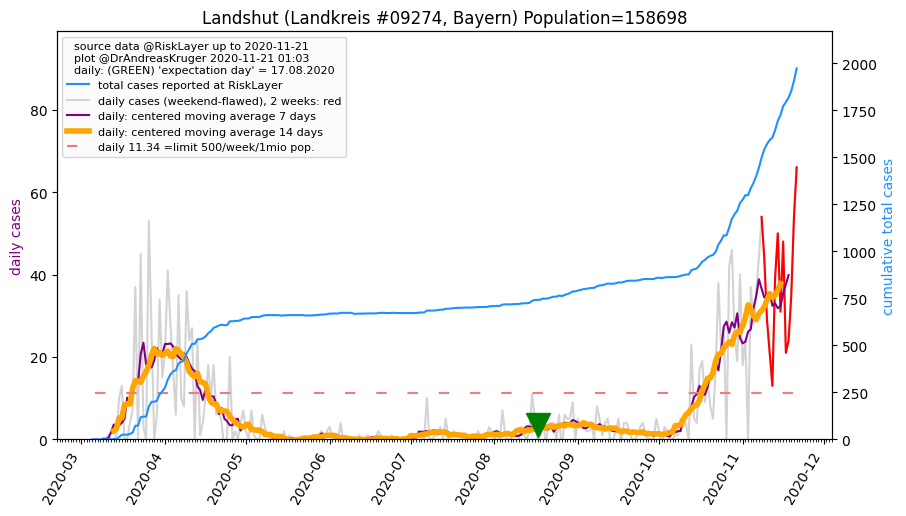 Landshut (Landkreis #09274, Bayern) Population=158698
source data @RiskLayer up to 2020-11-21
plot @DrAndreasKruger 2020-11-21 01:03
daily: (GREEN) 'expectation day' = 17.08.2020
total cases reported at RiskLayer
daily cases (weekend-flawed), 2 weeks: red
daily: centered moving average 7 days
daily: centered moving average 14 days
daily 11.34 =limit 500/week/1mio pop.
daily cases
80
60
40
20
0
cumulative total cases
2000
1750
1500
1250
1000
750
500
250
0
2020-03
2020-04
2020-05
2020-06
2020-07
2020-08
2020-09
2020-10
2020-11
2020-12